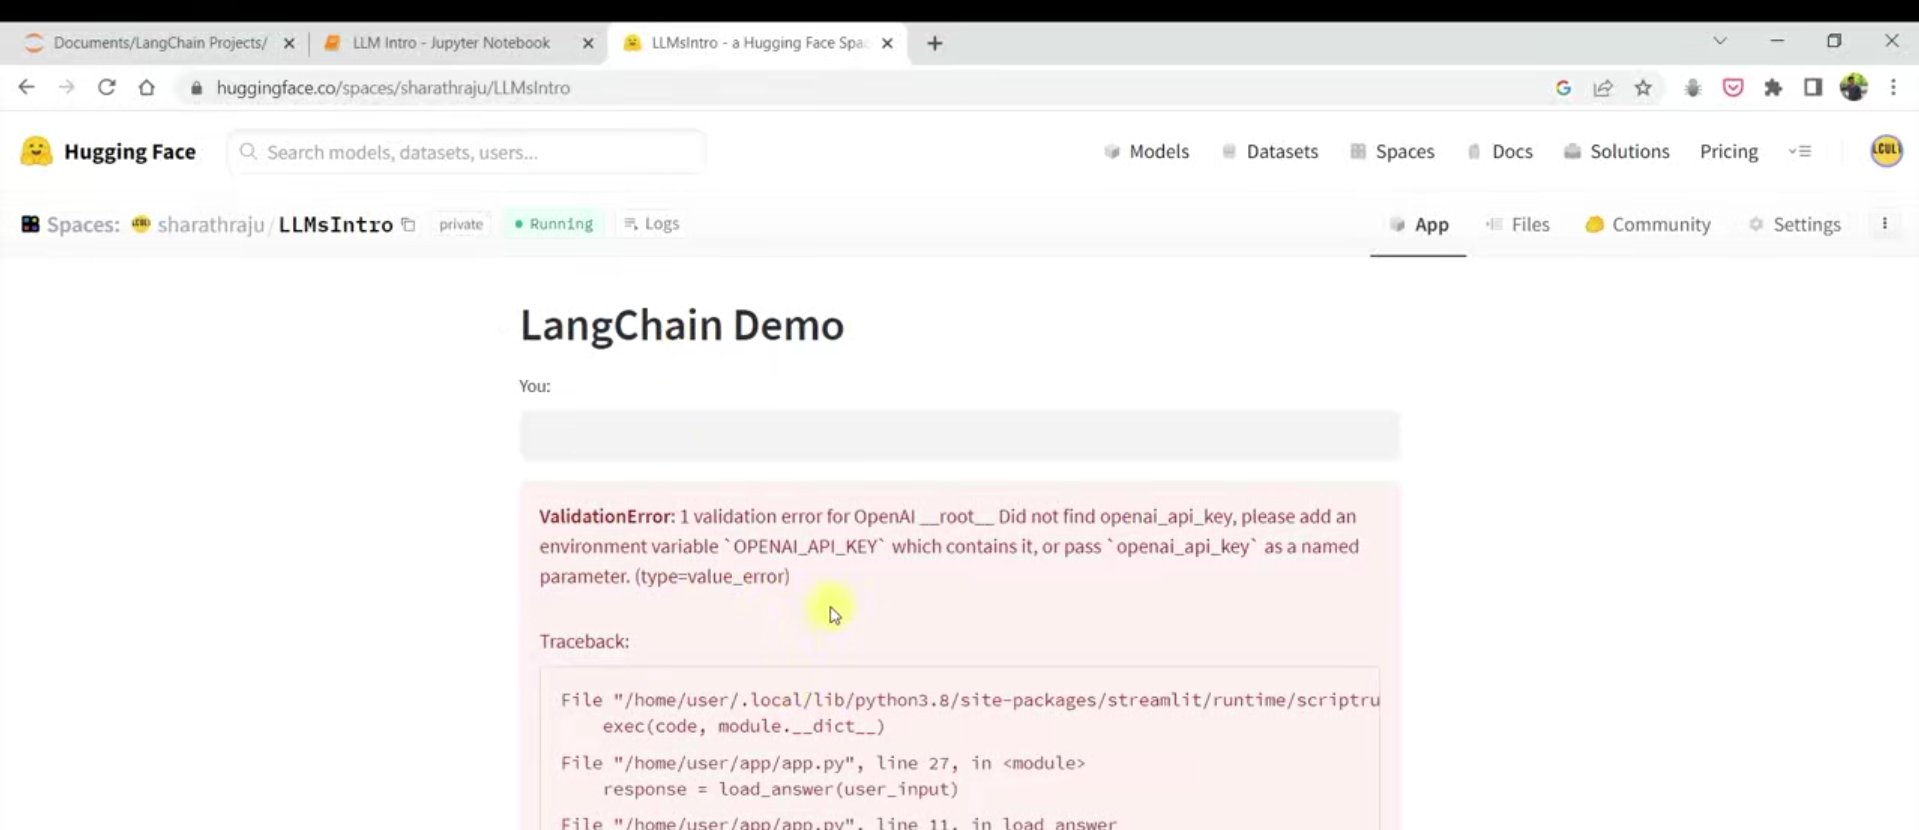 Documents/LangChain Projects/
LLM Intro - Jupyter Notebook
LLMsIntro - a Hugging Face Spac
huggingface.co/spaces/sharathraju/LLMsIntro
Hugging Face
Search models, datasets, users...
Models
Datasets
Spaces
Docs
Solutions
Pricing
Spaces: sharathraju/LLMsIntro
private
Running
Logs
App
Files
Community
Settings
LangChain Demo
You:
ValidationError: 1 validation error for OpenAI __root__ Did not find openai_api_key, please add an
environment variable `OPENAI_API_KEY` which contains it, or pass `openai_api_key` as a named
parameter. (type=value_error)
Traceback:
File "/home/user/.local/lib/python3.8/site-packages/streamlit/runtime/scriptru
exec(code, module.__dict__)
File "/home/user/app/app.py", line 27, in <module>
response = load_answer(user_input)
File "/home/user/app/app.py", line 11, in load_answer